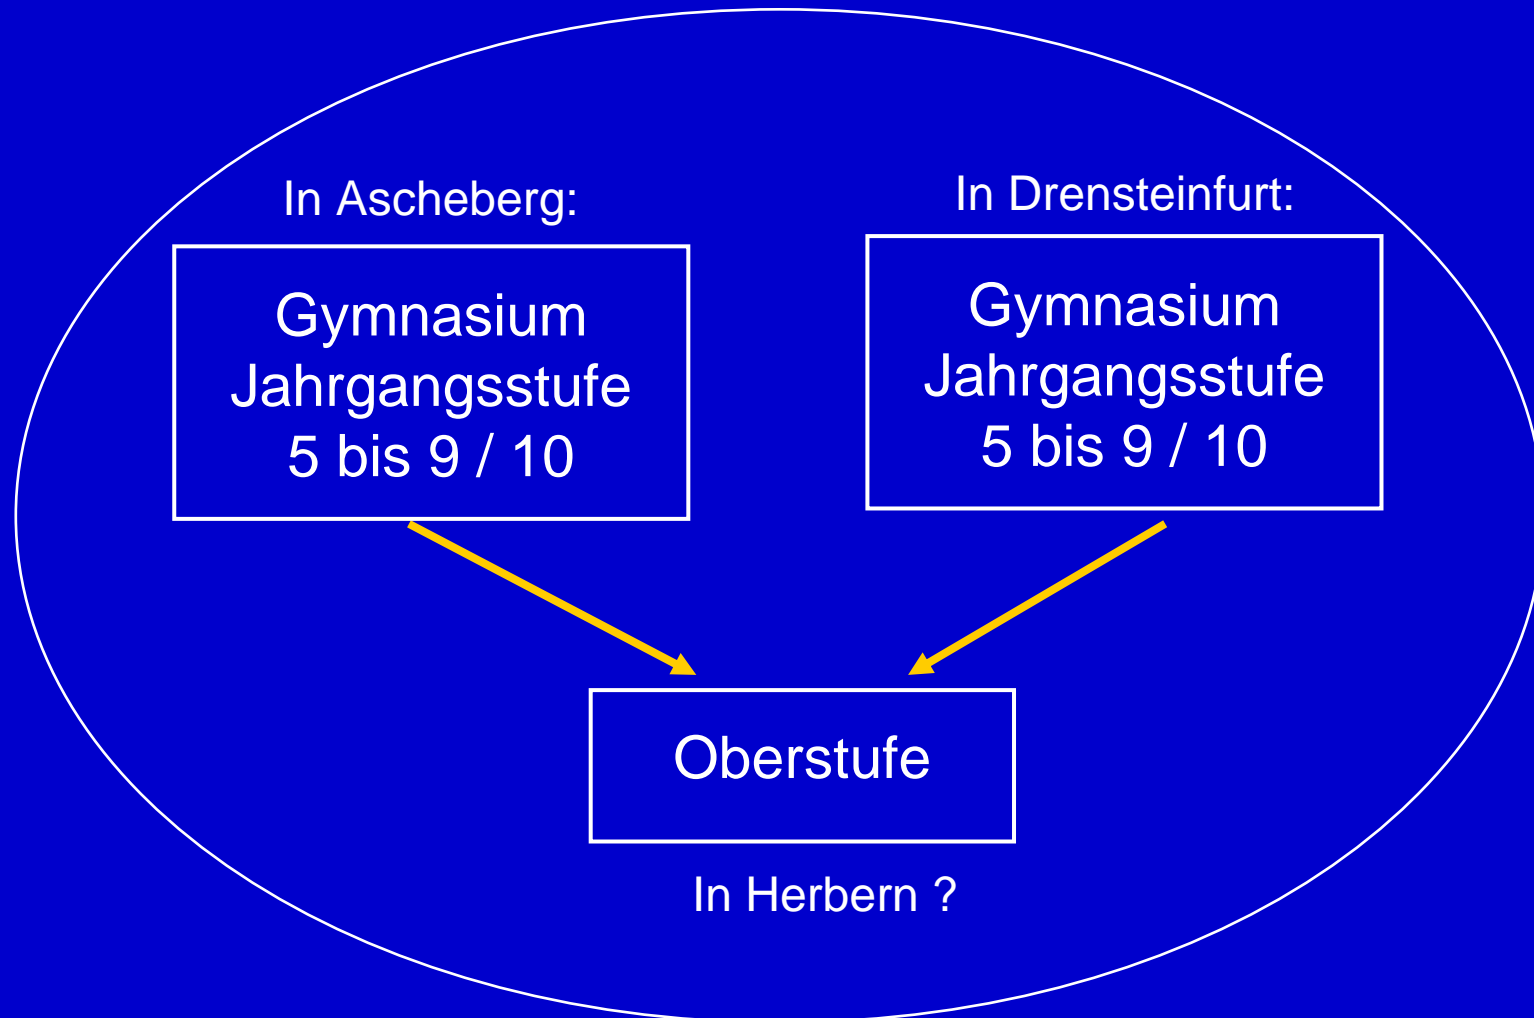 In Ascheberg:
Gymnasium
Jahrgangsstufe
5 bis 9 / 10
In Drensteinfurt:
Gymnasium
Jahrgangsstufe
5 bis 9 / 10
Oberstufe
In Herbern ?